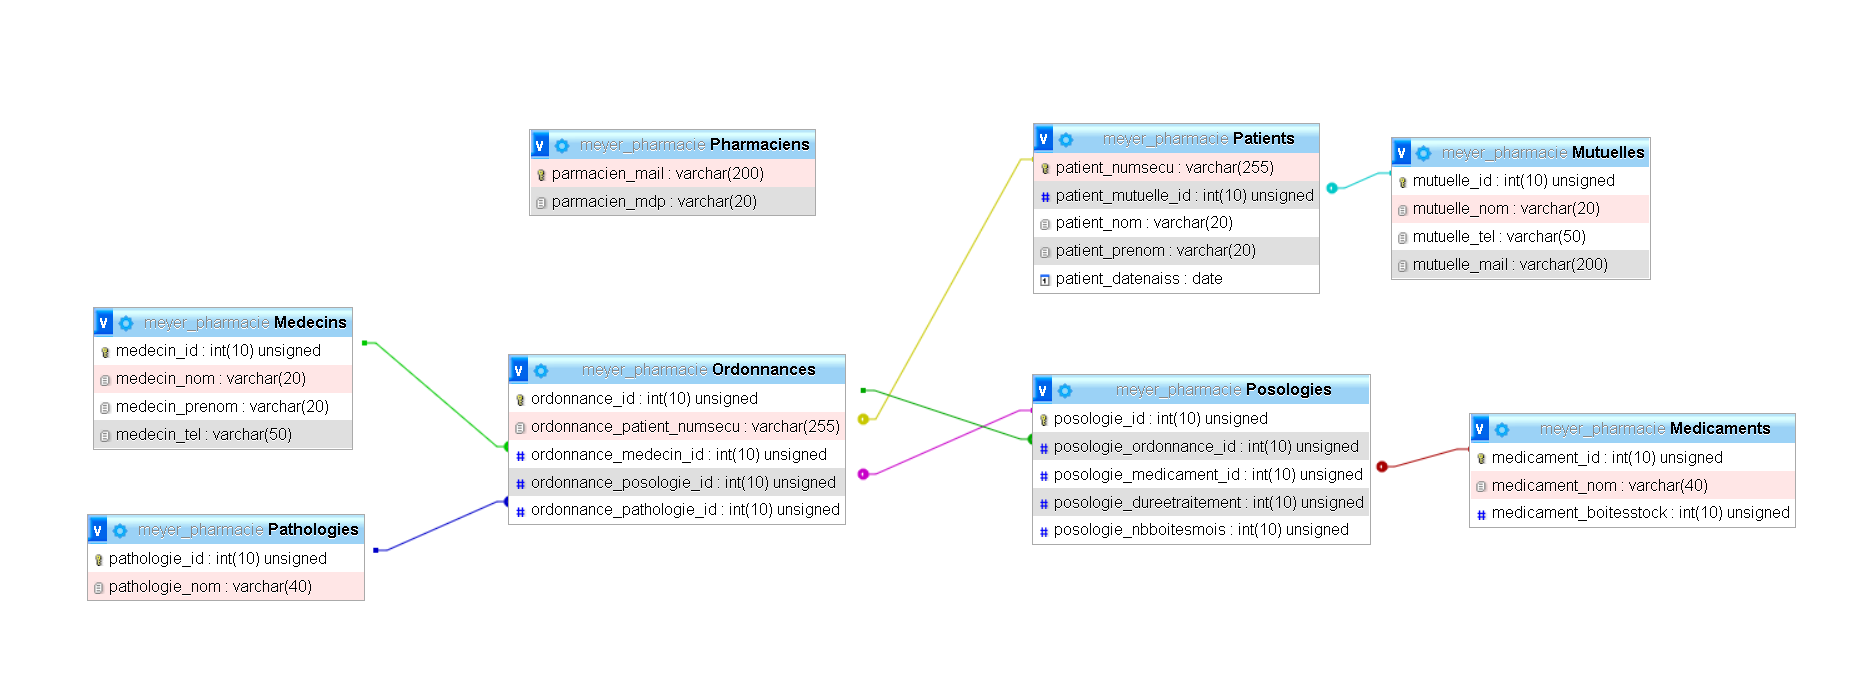 v meyer_pharmacie Pharmaciens
parmacien_mail : varchar(200)
parmacien_mdp : varchar(20)
v meyer_pharmacie Patients
patient_numsecu : varchar(255)
# patient_mutuelle_id : int(10) unsigned
patient_nom : varchar(20)
patient_prenom : varchar(20)
patient_datenaiss : date
v meyer_pharmacie Mutuelles
mutuelle_id : int(10) unsigned
mutuelle_nom : varchar(20)
mutuelle_tel : varchar(50)
mutuelle_mail : varchar(200)
v meyer_pharmacie Medecins
medecin_id : int(10) unsigned
medecin_nom : varchar(20)
medecin_prenom : varchar(20)
medecin_tel : varchar(50)
v meyer_pharmacie Ordonnances
ordonnance_id : int(10) unsigned
ordonnance_patient_numsecu : varchar(255)
# ordonnance_medecin_id : int(10) unsigned
# ordonnance_posologie_id : int(10) unsigned
# ordonnance_pathologie_id : int(10) unsigned
v meyer_pharmacie Posologies
posologie_id : int(10) unsigned
# posologie_ordonnance_id : int(10) unsigned
# posologie_medicament_id : int(10) unsigned
# posologie_dureetraitement : int(10) unsigned
# posologie_nbboitesmois : int(10) unsigned
v meyer_pharmacie Medicaments
medicament_id : int(10) unsigned
medicament_nom : varchar(40)
# medicament_boitesstock : int(10) unsigned
v meyer_pharmacie Pathologies
pathologie_id : int(10) unsigned
pathologie_nom : varchar(40)